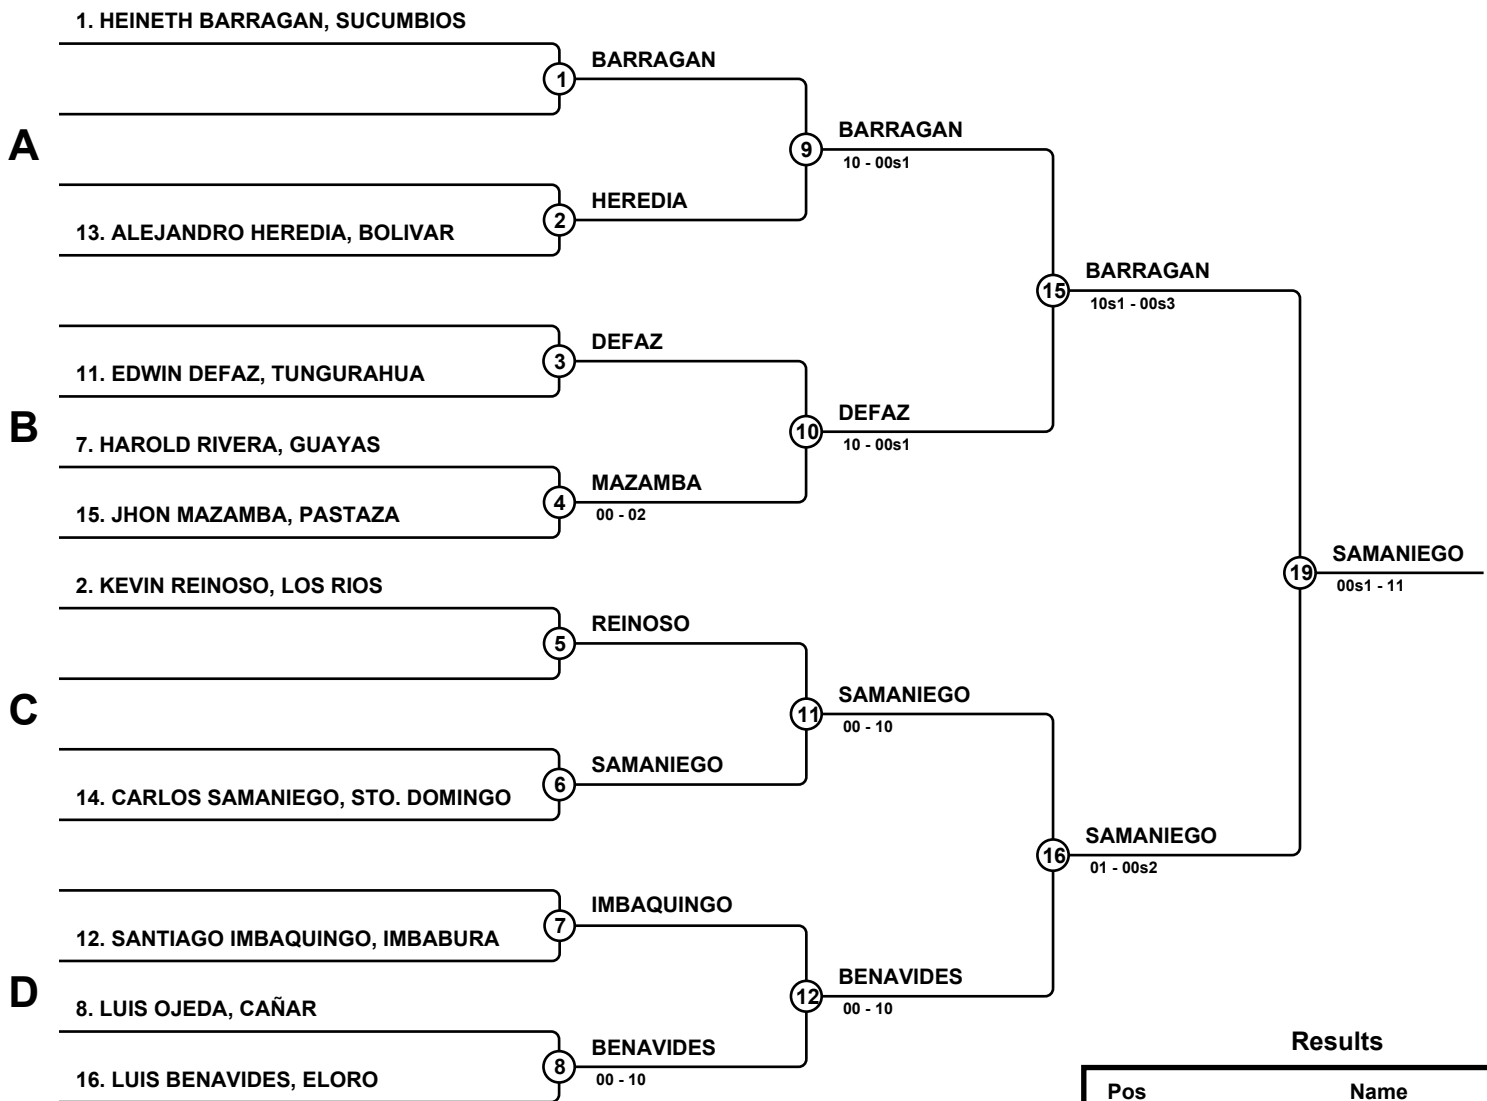 1. HEINETH BARRAGAN, SUCUMBIOS
1
BARRAGAN
A
9
BARRAGAN
10 - 00s1
2
HEREDIA
13. ALEJANDRO HEREDIA, BOLIVAR
15
BARRAGAN
10s1 - 00s3
3
DEFAZ
11. EDWIN DEFAZ, TUNGURAHUA
B
10
DEFAZ
10 - 00s1
7. HAROLD RIVERA, GUAYAS
4
MAZAMBA
00 - 02
15. JHON MAZAMBA, PASTAZA
19
SAMANIEGO
00s1 - 11
2. KEVIN REINOSO, LOS RIOS
5
REINOSO
C
11
SAMANIEGO
00 - 10
6
SAMANIEGO
14. CARLOS SAMANIEGO, STO. DOMINGO
16
SAMANIEGO
01 - 00s2
7
IMBAQUINGO
12. SANTIAGO IMBAQUINGO, IMBABURA
D
12
BENAVIDES
00 - 10
8. LUIS OJEDA, CAÑAR
8
BENAVIDES
00 - 10
16. LUIS BENAVIDES, ELORO
Results
Pos Name